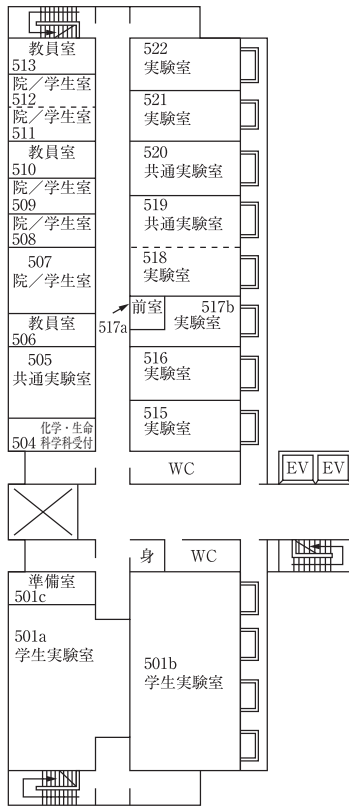 教員室
513
院／学生室
512
院／学生室
511
教員室
510
院／学生室
509
院／学生室
508
507
院／学生室
教員室
506
505
共通実験室
化学・生命
504 科学科受付
522
実験室
521
実験室
520
共通実験室
519
共通実験室
518
実験室
前室
517a
517b
実験室
516
実験室
515
実験室
WC
EV
EV
身
WC
準備室
501c
501a
学生実験室
501b
学生実験室